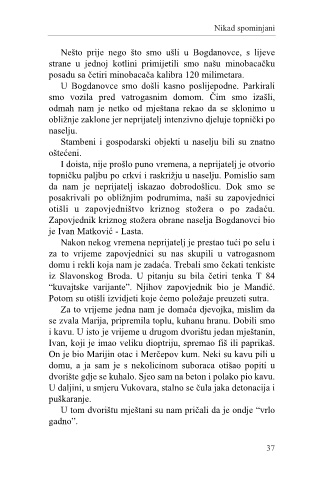 Nikad spominjani
Nešto prije nego što smo ušli u Bogdanovce, s lijeve
strane u jednoj kotlini primijetili smo našu minobacačku
posadu sa četiri minobacača kalibra 120 milimetara.
U Bogdanovce smo došli kasno poslijepodne. Parkirali
smo vozila pred vatrogasnim domom. Čim smo izašli,
odmah nam je netko od mještana rekao da se sklonimo u
obližnje zaklone jer neprijatelj intenzivno djeluje topnički po
naselju.
Stambeni i gospodarski objekti u naselju bili su znatno
oštećeni.
I doista, nije prošlo puno vremena, a neprijatelj je otvorio
topničku paljbu po crkvi i raskrižju u naselju. Pomislio sam
da nam je neprijatelj iskazao dobrodošlicu. Dok smo se
posakrivali po obližnjim podrumima, naši su zapovjednici
otišli u zapovjedništvo kriznog stožera o po zadaću.
Zapovjednik kriznog stožera obrane naselja Bogdanovci bio
je Ivan Matković - Lasta.
Nakon nekog vremena neprijatelj je prestao tući po selu i
za to vrijeme zapovjednici su nas skupili u vatrogasnom
domu i rekli koja nam je zadaća. Trebali smo čekati tenkiste
iz Slavonskog Broda. U pitanju su bila četiri tenka T 84
“kuvajtske varijante”. Njihov zapovjednik bio je Mandić.
Potom su otišli izvidjeti koje ćemo položaje preuzeti sutra.
Za to vrijeme jedna nam je domaća djevojka, mislim da
se zvala Marija, pripremila toplu, kuhanu hranu. Dobili smo
i kavu. U isto je vrijeme u drugom dvorištu jedan mještanin,
Ivan, koji je imao veliku dioptriju, spremao fiš ili paprikaš.
On je bio Marijin otac i Merčepov kum. Neki su kavu pili u
domu, a ja sam je s nekolicinom suboraca otišao popiti u
dvorište gdje se kuhalo. Sjeo sam na beton i polako pio kavu.
U daljini, u smjeru Vukovara, stalno se čula jaka detonacija i
puškaranje.
U tom dvorištu mještani su nam pričali da je ondje “vrlo
gadno”.
37